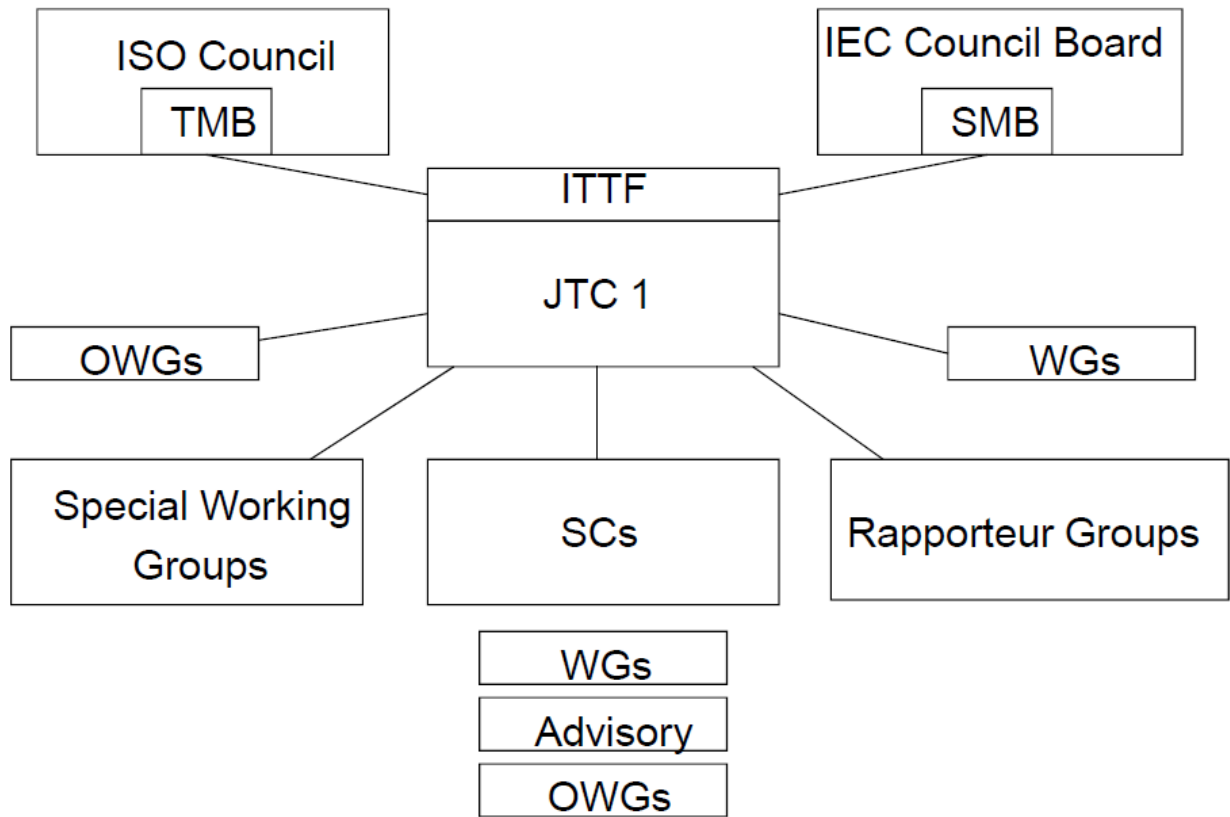 ISO Council
TMB
IEC Council Board
SMB
ITTF
JTC 1
OWGs
WGs
Special Working
Groups
SCs
Rapporteur Groups
WGs
Advisory
OWGs